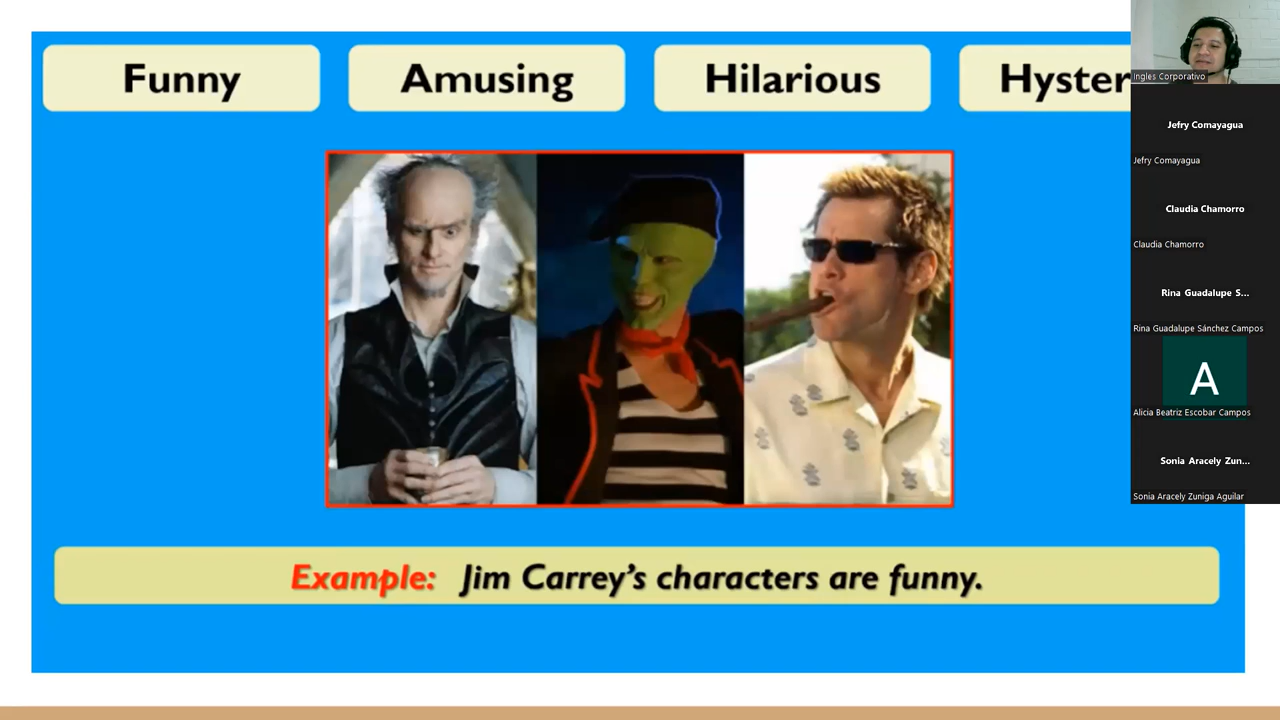 Funny
Amusing
Hilarious
Hyster
Example: Jim Carrey's characters are funny.
Ingles Corporativo
Jefry Comayagua
Jefry Comayagua
Claudia Chamorro
Claudia Chamorro
Rina Guadalupe S...
Rina Guadalupe Sánchez Campos
A
Alicia Beatriz Escobar Campos
Sonia Aracely Zun...
Sonia Aracely Zuniga Aguilar